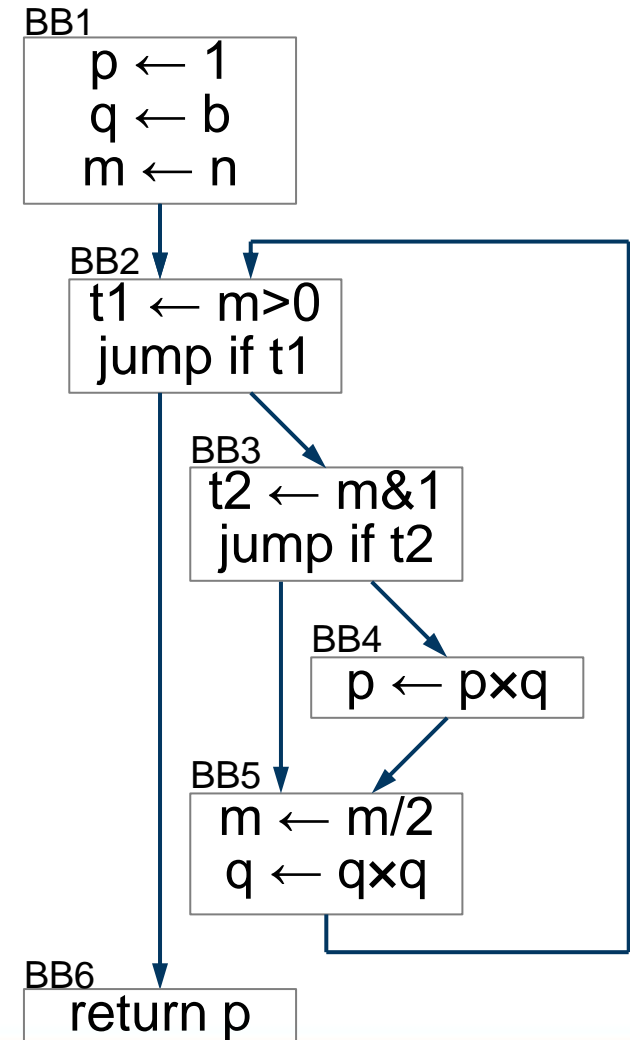 BB1
p ← 1
q ← b
m ← n
BB2
t1 ← m>0
jump if t1
BB3
t2 ← m&1
jump if t2
BB4
p ← p×q
BB5
m ← m/2
q ← q×q
BB6
return p